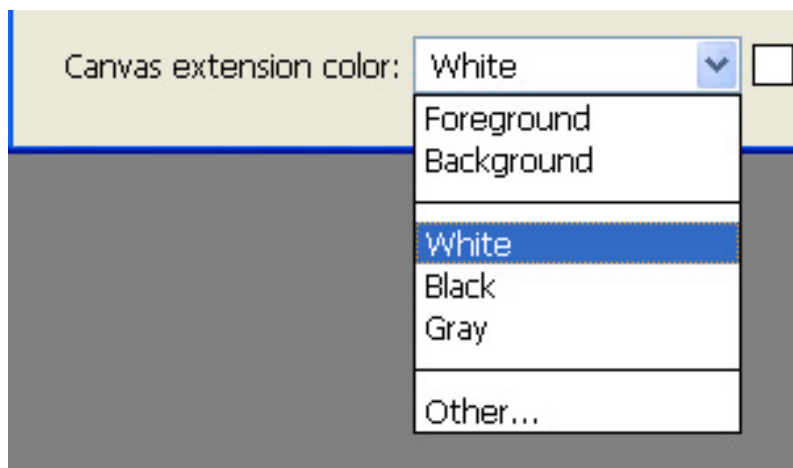 Canvas extension color: White
Foreground
Background
White
Black
Gray
Other...